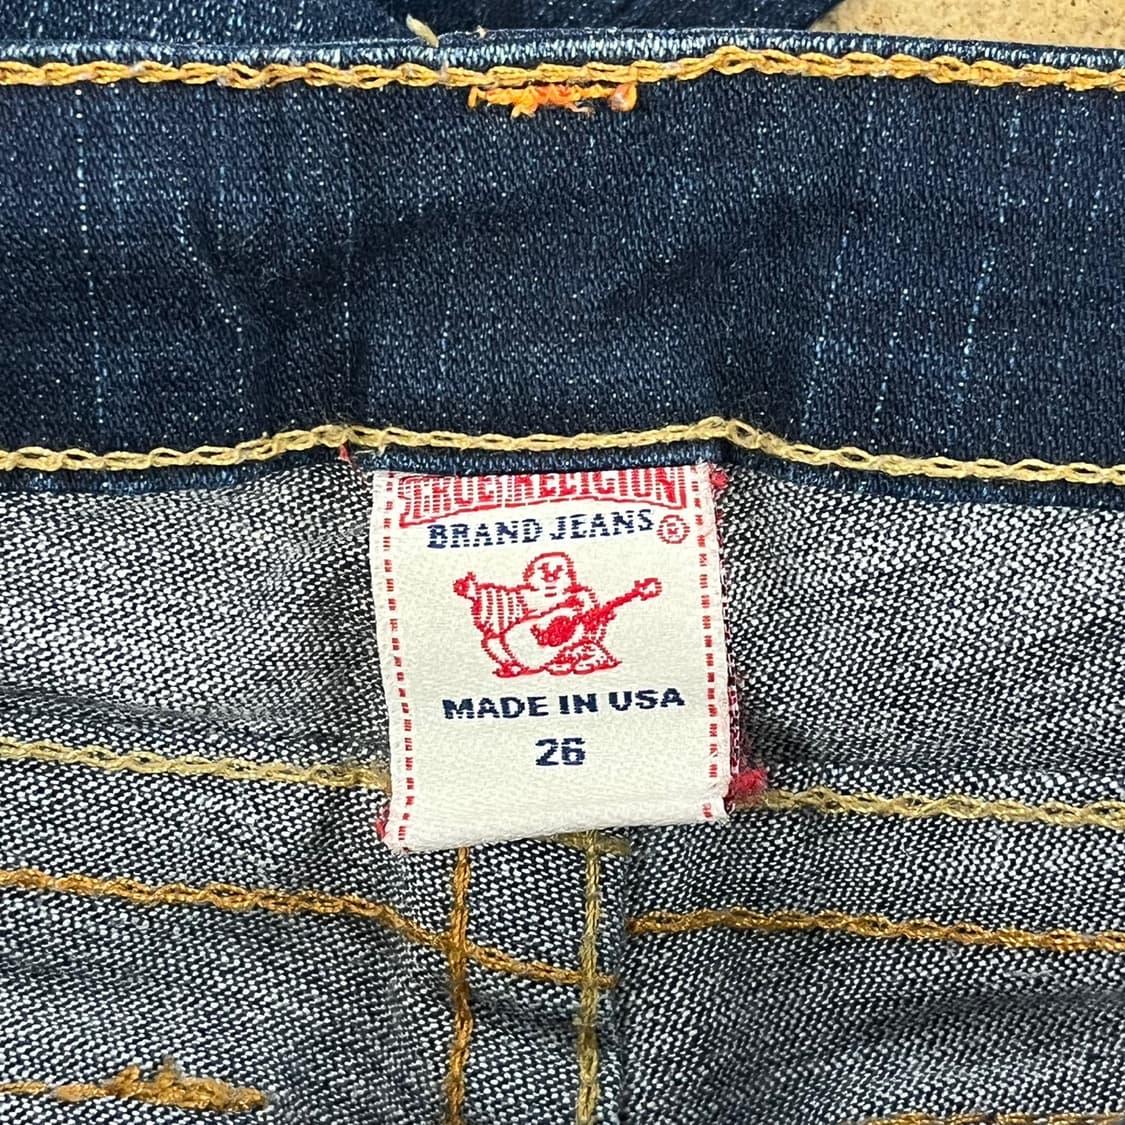 TRUE RELIGION
BRAND JEANS ®
MADE IN USA
26